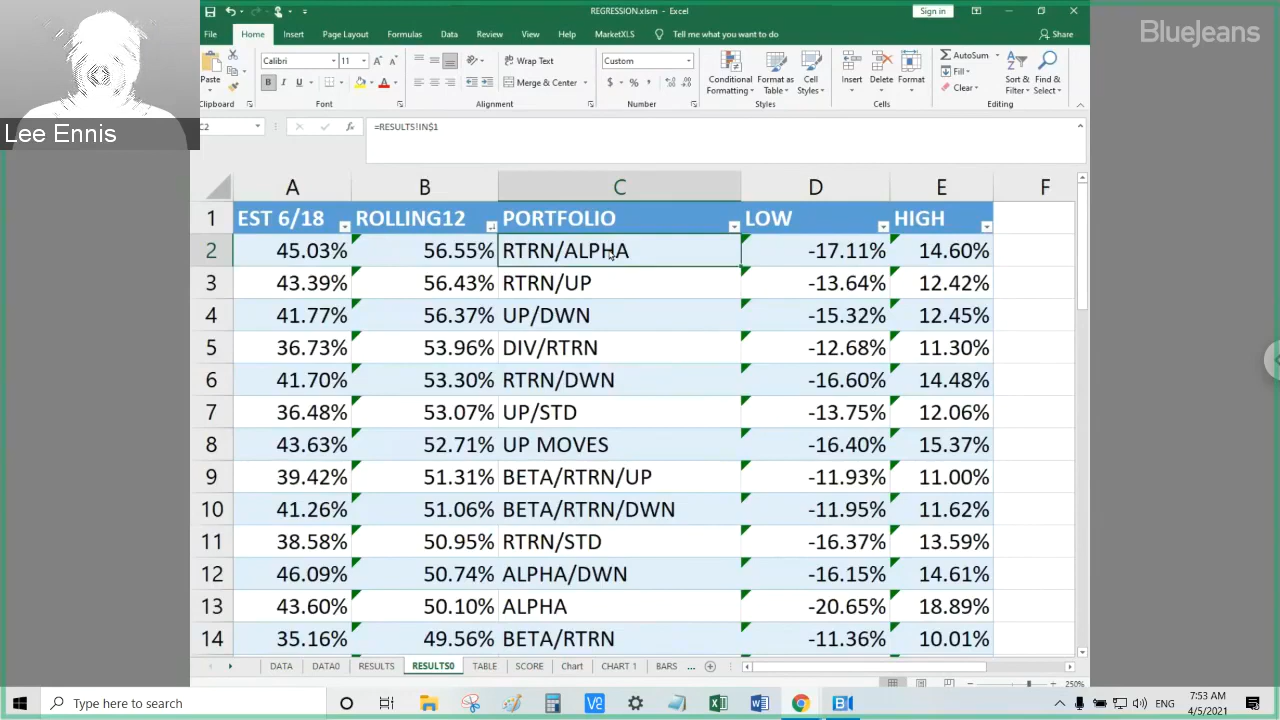 REGRESSION.xlsm - Excel
Sign in
BlueJeans
File Home Insert Page Layout Formulas Data Review View Help MarketXLS Tell me what you want to do Share
Lee Ennis
Paste
Calibri 11
B I U
Wrap Text
Merge & Center
Custom
$ % ,
Conditional Formatting
Format as Table
Cell Styles
Insert Delete Format
AutoSum
Fill
Clear
Sort & Filter
Find & Select
Clipboard Font Alignment Number Styles Cells Editing
C2 fx =RESULTS!IN$1
A B C D E F
1 EST 6/18 ROLLING12 PORTFOLIO LOW HIGH
2 45.03% 56.55% RTRN/ALPHA -17.11% 14.60%
3 43.39% 56.43% RTRN/UP -13.64% 12.42%
4 41.77% 56.37% UP/DWN -15.32% 12.45%
5 36.73% 53.96% DIV/RTRN -12.68% 11.30%
6 41.70% 53.30% RTRN/DWN -16.60% 14.48%
7 36.48% 53.07% UP/STD -13.75% 12.06%
8 43.63% 52.71% UP MOVES -16.40% 15.37%
9 39.42% 51.31% BETA/RTRN/UP -11.93% 11.00%
10 41.26% 51.06% BETA/RTRN/DWN -11.95% 11.62%
11 38.58% 50.95% RTRN/STD -16.37% 13.59%
12 46.09% 50.74% ALPHA/DWN -16.15% 14.61%
13 43.60% 50.10% ALPHA -20.65% 18.89%
14 35.16% 49.56% BETA/RTRN -11.36% 10.01%
DATA DATA0 RESULTS RESULTS0 TABLE SCORE Chart CHART BARS ...
250%
Type here to search
ENG
7:53 AM
4/5/2021